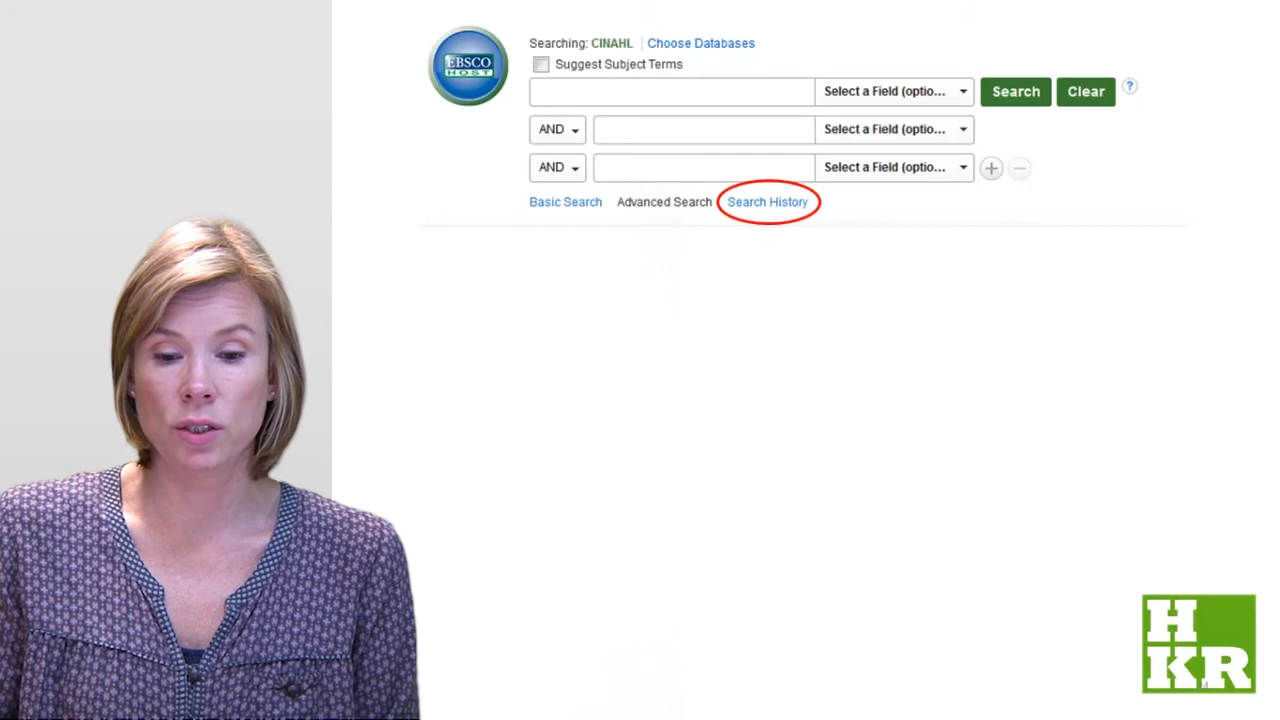 Searching: CINAHL Choose Databases
EBSCO
HOST
Suggest Subject Terms
Select a Field (optio... Search Clear ?
AND Select a Field (optio...
AND Select a Field (optio...
Basic Search Advanced Search Search History
H
KR